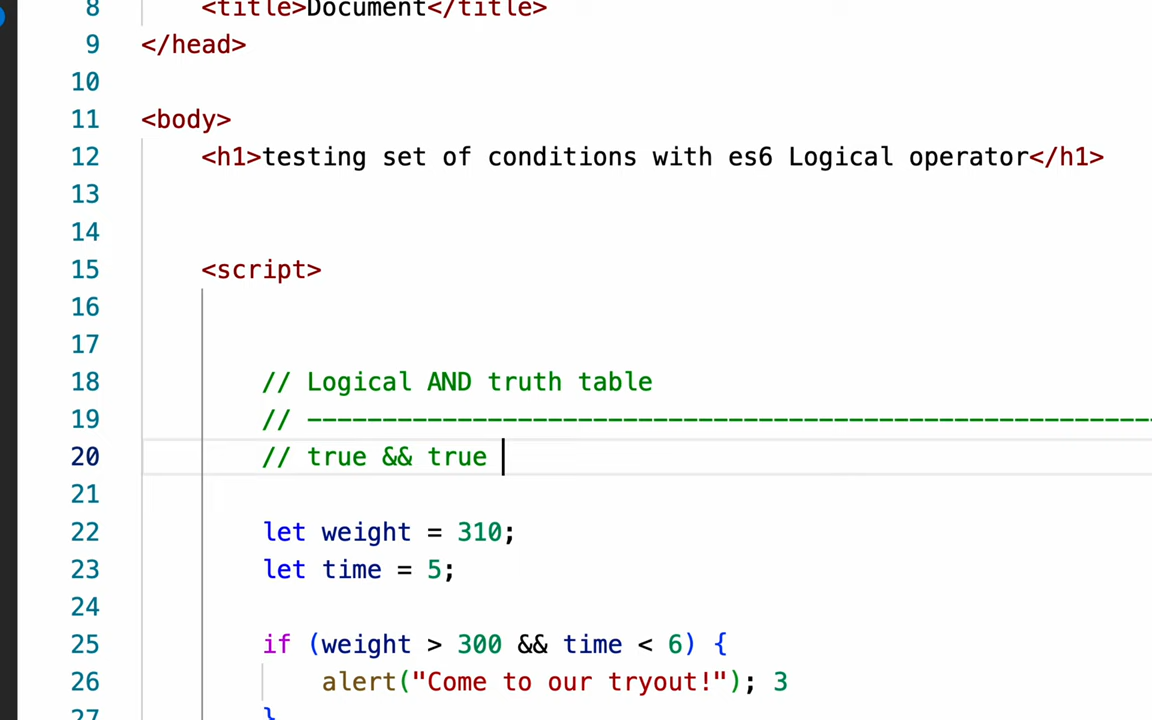 8 <title>Document</title>
9 </head>
10
11 <body>
12 <h1>testing set of conditions with es6 Logical operator</h1>
13
14
15 <script>
16
17
18 // Logical AND truth table
19 // --------------------------------------------------------
20 // true && true
21
22 let weight = 310;
23 let time = 5;
24
25 if (weight > 300 && time < 6) {
26 alert("Come to our tryout!"); 3
27 }